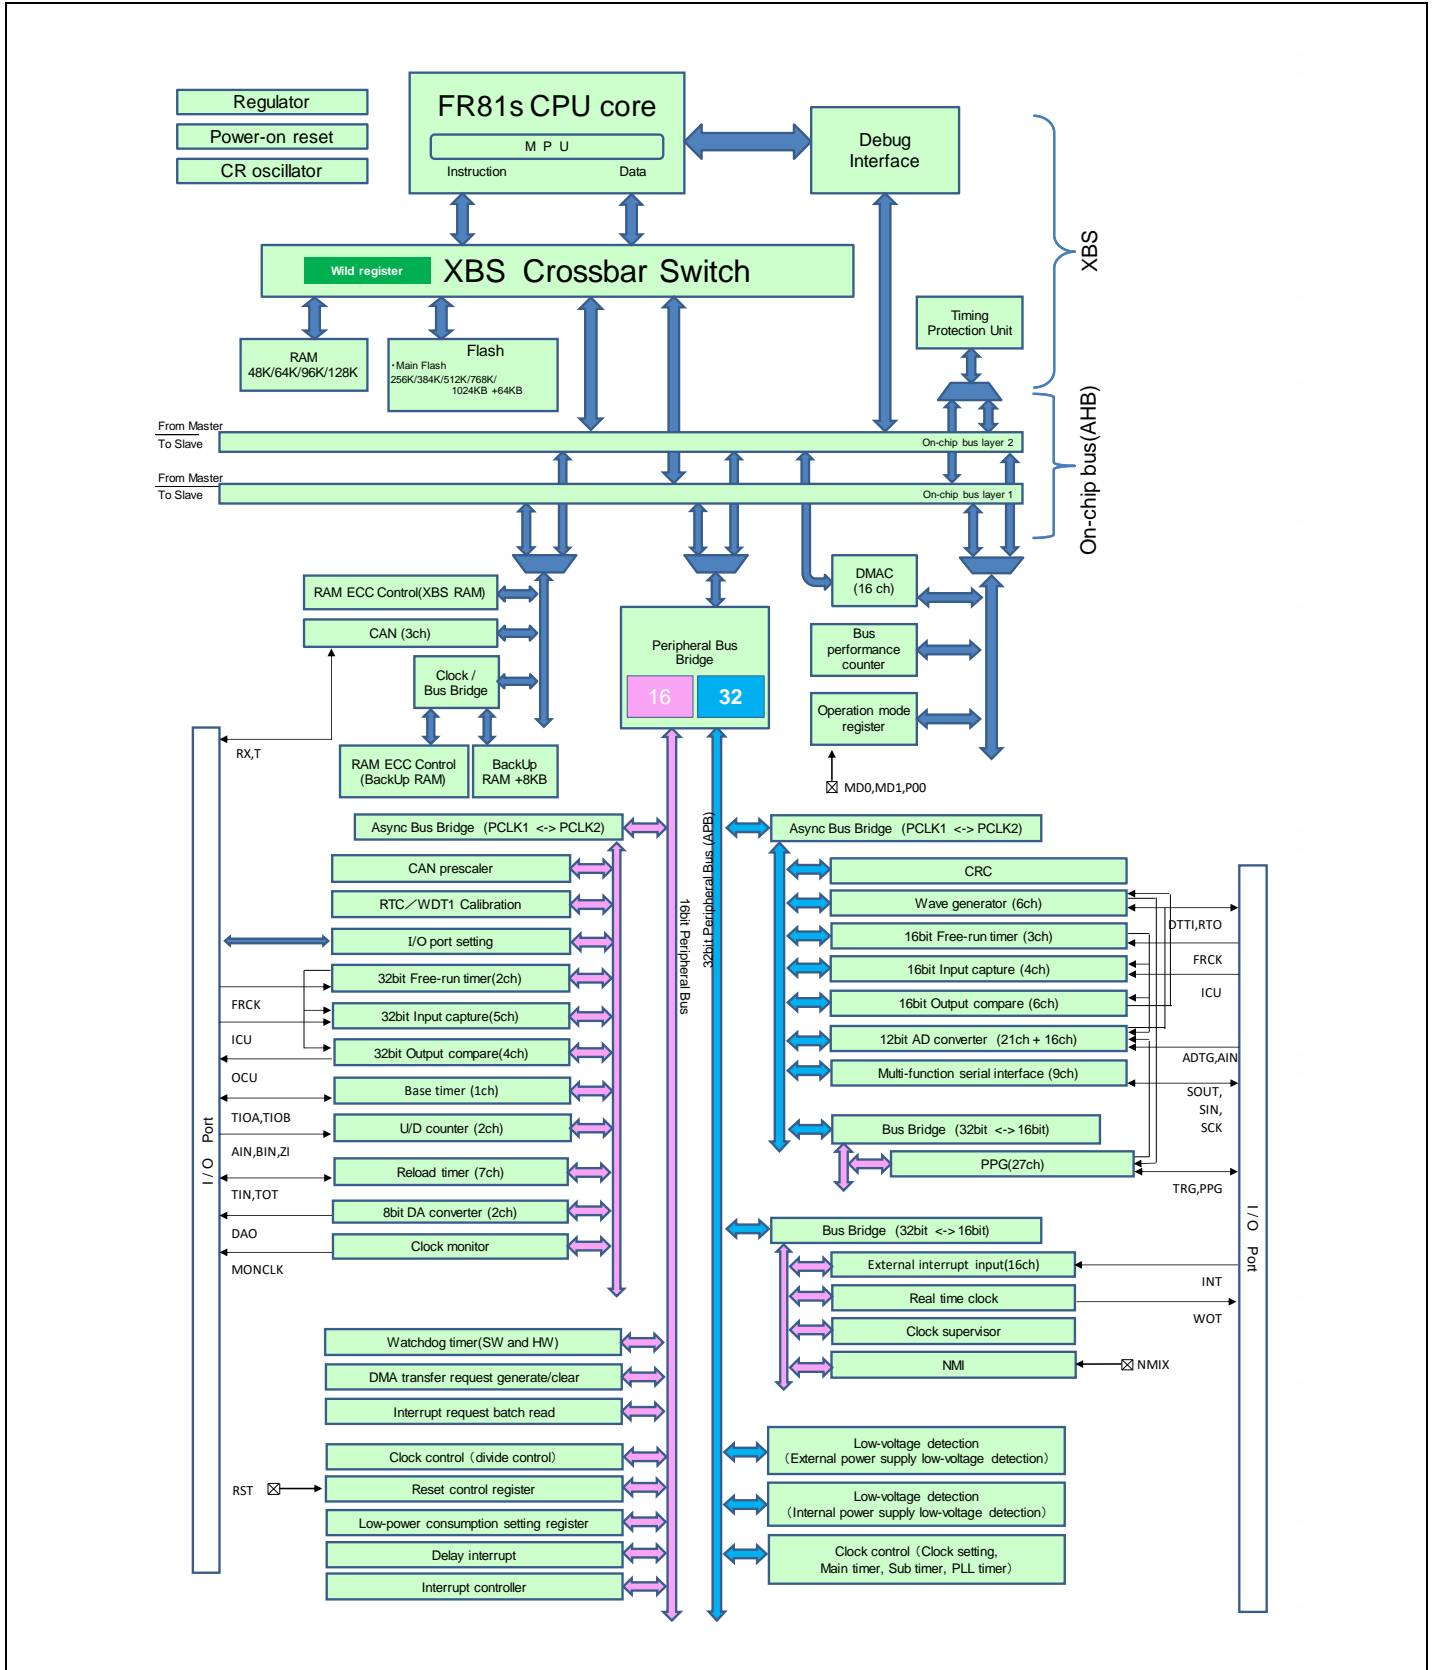 Regulator
Power-on reset
CR oscillator
FR81s CPU core
M P U
Instruction
Data
Debug
Interface
XBS
Wild register
XBS Crossbar Switch
Timing
Protection Unit
RAM
48K/64K/96K/128K
Flash
・Main Flash
256K/384K/512K/768K/
1024KB +64KB
On-chip bus(AHB)
From Master
To Slave
On-chip bus layer 2
From Master
To Slave
On-chip bus layer 1
RAM ECC Control(XBS RAM)
CAN (3ch)
Clock /
Bus Bridge
RAM ECC Control
(BackUp RAM)
BackUp
RAM +8KB
Peripheral Bus
Bridge
16
32
DMAC
(16 ch)
Bus
performance
counter
Operation mode
register
MD0,MD1,P00
RX,T
Async Bus Bridge (PCLK1 <-> PCLK2)
CAN prescaler
RTC／WDT1 Calibration
I/O port setting
32bit Free-run timer(2ch)
FRCK
32bit Input capture(5ch)
ICU
32bit Output compare(4ch)
OCU
Base timer (1ch)
TIOA,TIOB
U/D counter (2ch)
AIN,BIN,ZI
Reload timer (7ch)
TIN,TOT
8bit DA converter (2ch)
DAO
Clock monitor
MONCLK
I / O Port
16bit Peripheral Bus
32bit Peripheral Bus (APB)
Async Bus Bridge (PCLK1 <-> PCLK2)
CRC
Wave generator (6ch)
DTTI,RTO
16bit Free-run timer (3ch)
FRCK
16bit Input capture (4ch)
ICU
16bit Output compare (6ch)
12bit AD converter (21ch + 16ch)
ADTG,AIN
Multi-function serial interface (9ch)
SOUT,
SIN,
SCK
Bus Bridge (32bit <-> 16bit)
PPG(27ch)
TRG,PPG
I / O Port
Bus Bridge (32bit <-> 16bit)
External interrupt input(16ch)
INT
Real time clock
WOT
Clock supervisor
NMI
NMIX
Watchdog timer(SW and HW)
DMA transfer request generate/clear
Interrupt request batch read
Clock control（divide control）
RST
Reset control register
Low-power consumption setting register
Delay interrupt
Interrupt controller
Low-voltage detection
（External power supply low-voltage detection）
Low-voltage detection
（Internal power supply low-voltage detection）
Clock control（Clock setting,
Main timer, Sub timer, PLL timer）